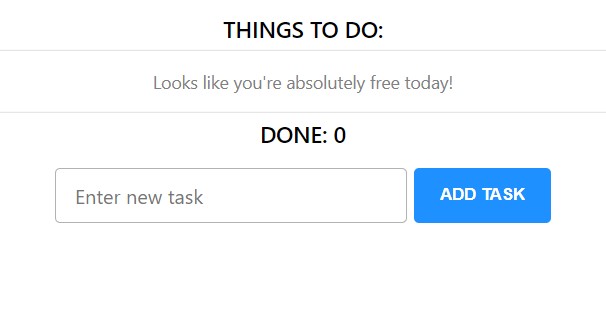 THINGS TO DO:
Looks like you're absolutely free today!
DONE: 0
Enter new task
ADD TASK